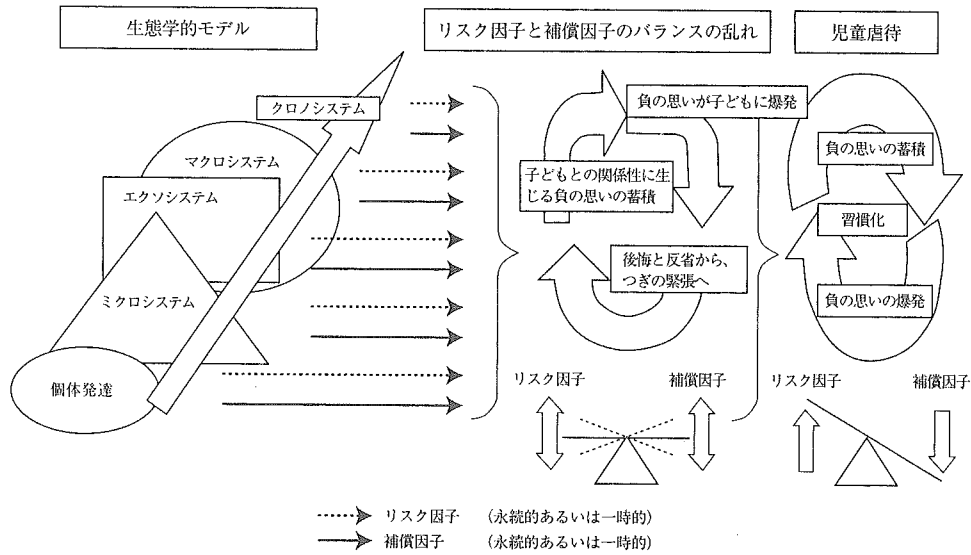 生態学的モデル
リスク因子と補償因子のバランスの乱れ
児童虐待
クロノシステム
マクロシステム
エクソシステム
ミクロシステム
個体発達
負の思いが子どもに爆発
子どもとの関係性に生
じる負の思いの蓄積
後悔と反省から、
つぎの緊張へ
リスク因子
補償因子
負の思いの蓄積
習慣化
負の思いの爆発
リスク因子
補償因子
リスク因子 (永続的あるいは一時的)
補償因子 (永続的あるいは一時的)